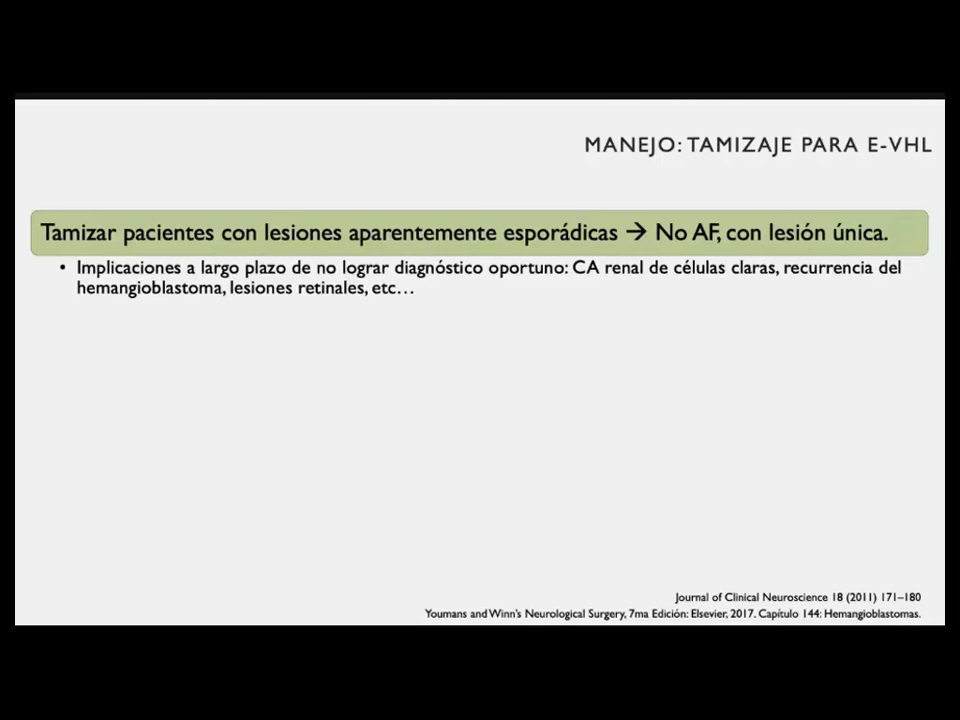 MANEJO: TAMIZAJE PARA E-VHL
Tamizar pacientes con lesiones aparentemente esporádicas → No AF, con lesión única.
• Implicaciones a largo plazo de no lograr diagnóstico oportuno: CA renal de células claras, recurrencia del
hemangioblastoma, lesiones retinales, etc…
Journal of Clinical Neuroscience 18 (2011) 171–180
Youmans and Winn's Neurological Surgery, 7ma Edición: Elsevier, 2017. Capítulo 144: Hemangioblastomas.